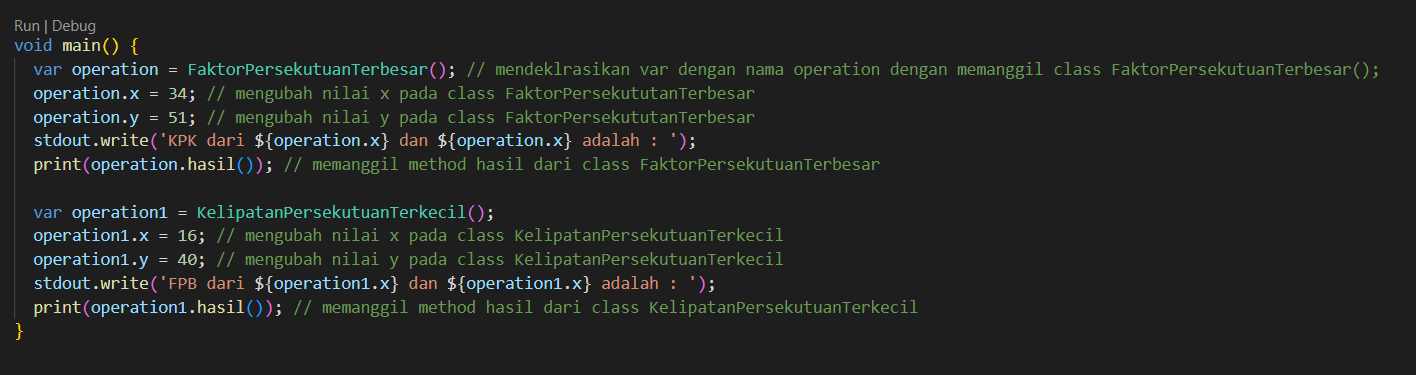 Run | Debug
void main() {
var operation = FaktorPersekutuanTerbesar(); // mendeklrasikan var dengan nama operation dengan memanggil class FaktorPersekutuanTerbesar();
operation.x = 34; // mengubah nilai x pada class FaktorPersekututanTerbesar
operation.y = 51; // mengubah nilai y pada class FaktorPersekututanTerbesar
stdout.write('KPK dari ${operation.x} dan ${operation.x} adalah : ');
print(operation.hasil()); // memanggil method hasil dari class FaktorPersekutuanTerbesar
var operation1 = KelipatanPersekutuanTerkecil();
operation1.x = 16; // mengubah nilai x pada class KelipatanPersekutuanTerkecil
operation1.y = 40; // mengubah nilai y pada class KelipatanPersekutuanTerkecil
stdout.write('FPB dari ${operation1.x} dan ${operation1.x} adalah : ');
print(operation1.hasil()); // memanggil method hasil dari class KelipatanPersekutuanTerkecil
}